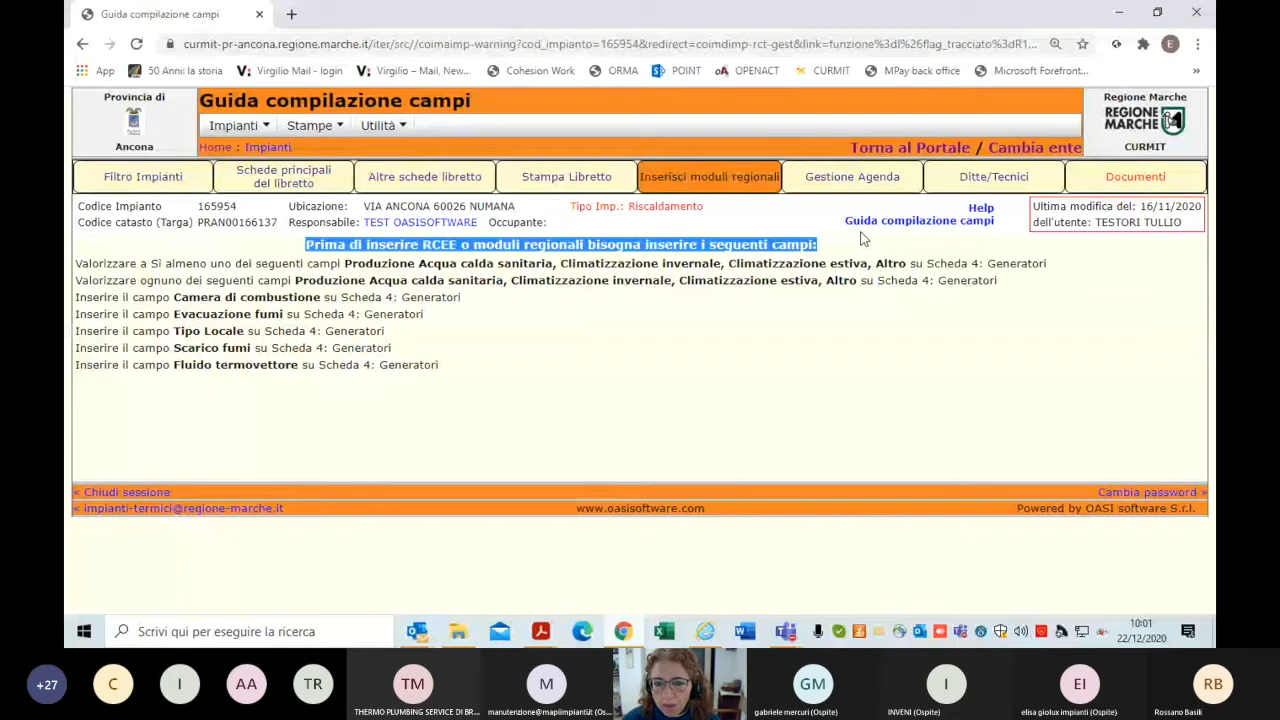 Guida compilazione campi
curmit-pr-ancona.regione.marche.it/iter/src//coimaimp-warning?cod_impianto=165954&redirect=coimdimp-rct-gest&link=funzione%3dI%26flag_tracciato%3dR1...
App 50 Annii la storia Virgilio Mail - login Virgilio – Mail, New... Cohesion Work ORMA POINT OPENACT CURMIT MPay back office Microsoft Forefront... »
Provincia di
Ancona
Guida compilazione campi
Impianti Stampe Utilità
Home : Impianti
Torna al Portale / Cambia ente
Regione Marche
REGIONE
MARCHE
CURMIT
Filtro Impianti
Schede principali
del libretto
Altre schede libretto
Stampa Libretto
Inserisci moduli regionali
Gestione Agenda
Ditte/Tecnici
Documenti
Codice Impianto 165954 Ubicazione: VIA ANCONA 60026 NUMANA Tipo Imp.: Riscaldamento Help
Codice catasto (Targa) PRAN00166137 Responsabile: TEST OASISOFTWARE Occupante: Guida compilazione campi
Ultima modifica del: 16/11/2020
dell'utente: TESTORI TULLIO
Prima di inserire RCEE o moduli regionali bisogna inserire i seguenti campi:
Valorizzare a Sì almeno uno dei seguenti campi Produzione Acqua calda sanitaria, Climatizzazione invernale, Climatizzazione estiva, Altro su Scheda 4: Generatori
Valorizzare ognuno dei seguenti campi Produzione Acqua calda sanitaria, Climatizzazione invernale, Climatizzazione estiva, Altro su Scheda 4: Generatori
Inserire il campo Camera di combustione su Scheda 4: Generatori
Inserire il campo Evacuazione fumi su Scheda 4: Generatori
Inserire il campo Tipo Locale su Scheda 4: Generatori
Inserire il campo Scarico fumi su Scheda 4: Generatori
Inserire il campo Fluido termovettore su Scheda 4: Generatori
« Chiudi sessione Cambia password »
« impianti-termici@regione-marche.it www.oasisoftware.com Powered by OASI software S.r.l.
Scrivi qui per eseguire la ricerca
10:01
22/12/2020
+27 C I AA TR TM M GM I EI RB
THERMO PLUMBING SERVICE DI BR... manutenzione@mapiimpianti.it (Os... gabriele mercuri (Ospite) INVENI (Ospite) elisa giolux impianti (Ospite) Rossano Basili